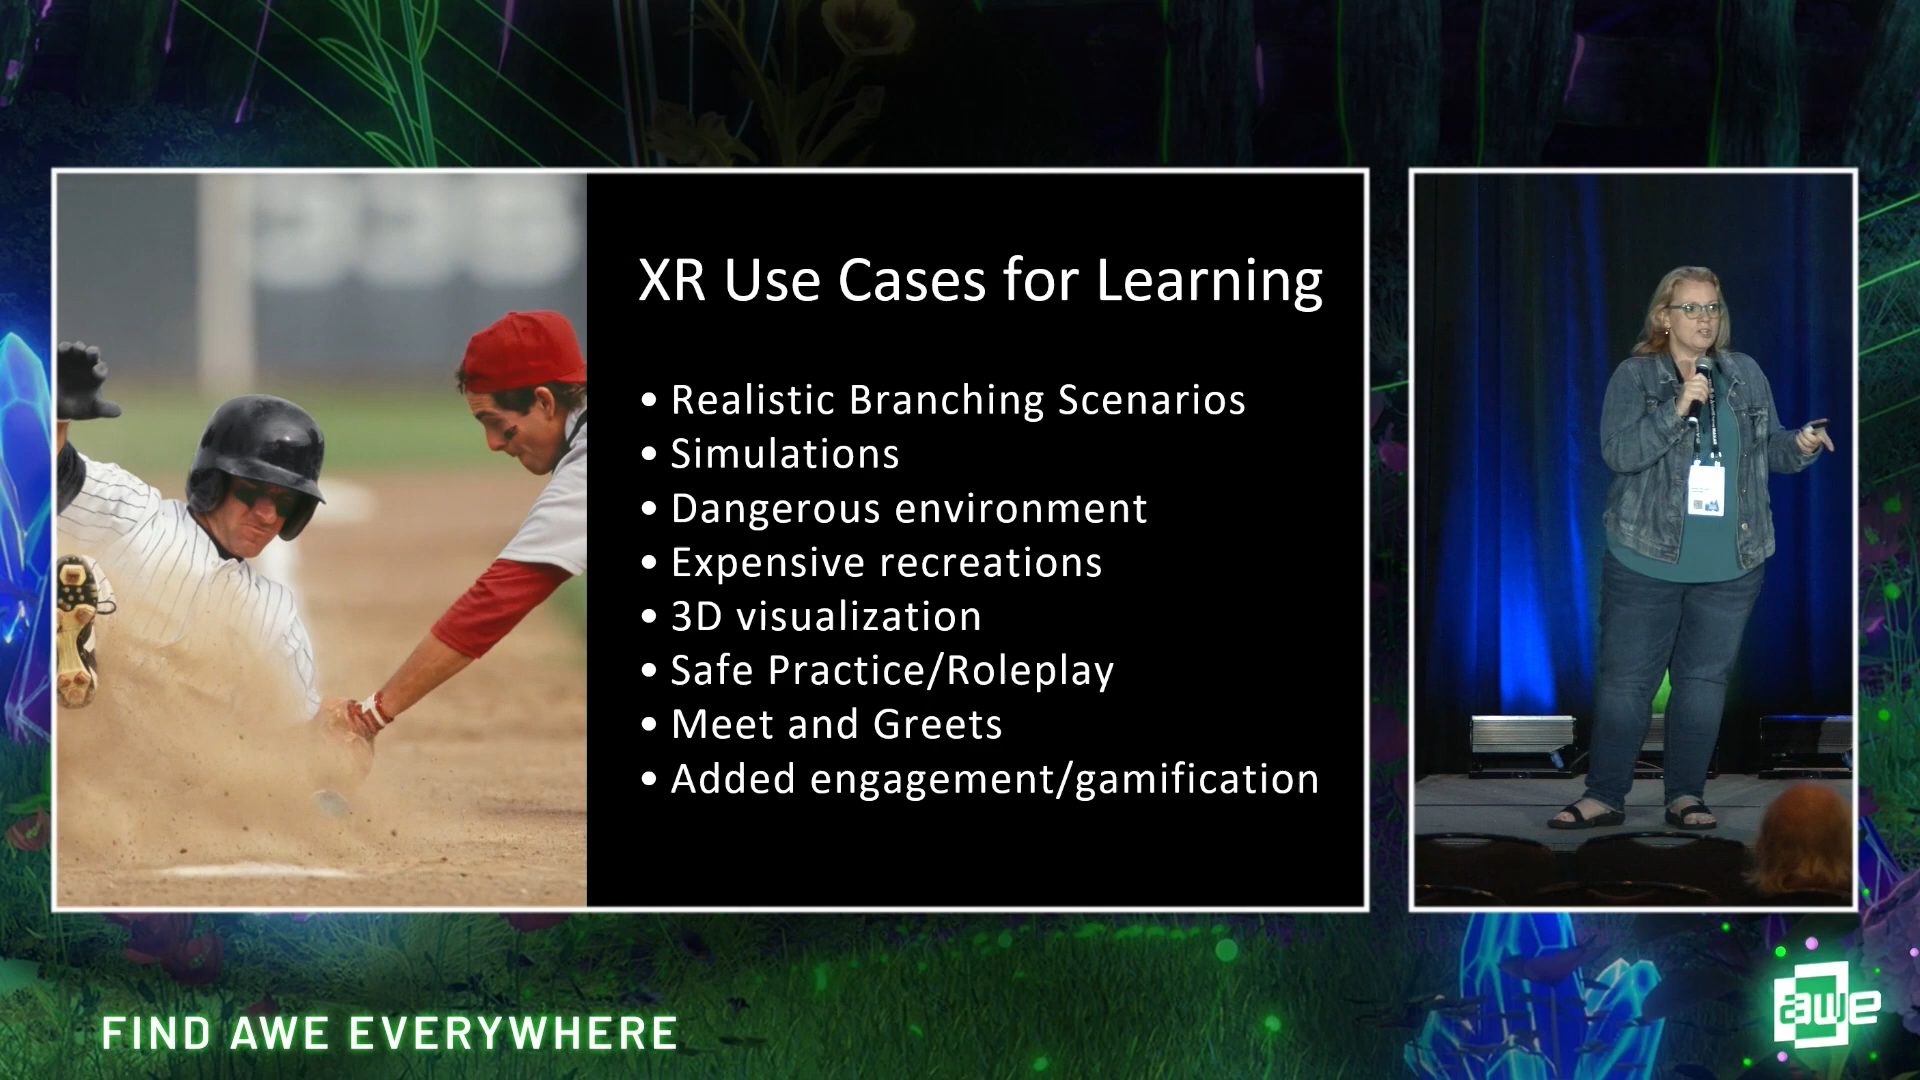 XR Use Cases for Learning
• Realistic Branching Scenarios
• Simulations
• Dangerous environment
• Expensive recreations
• 3D visualization
• Safe Practice/Roleplay
• Meet and Greets
• Added engagement/gamification
FIND AWE EVERYWHERE
awe